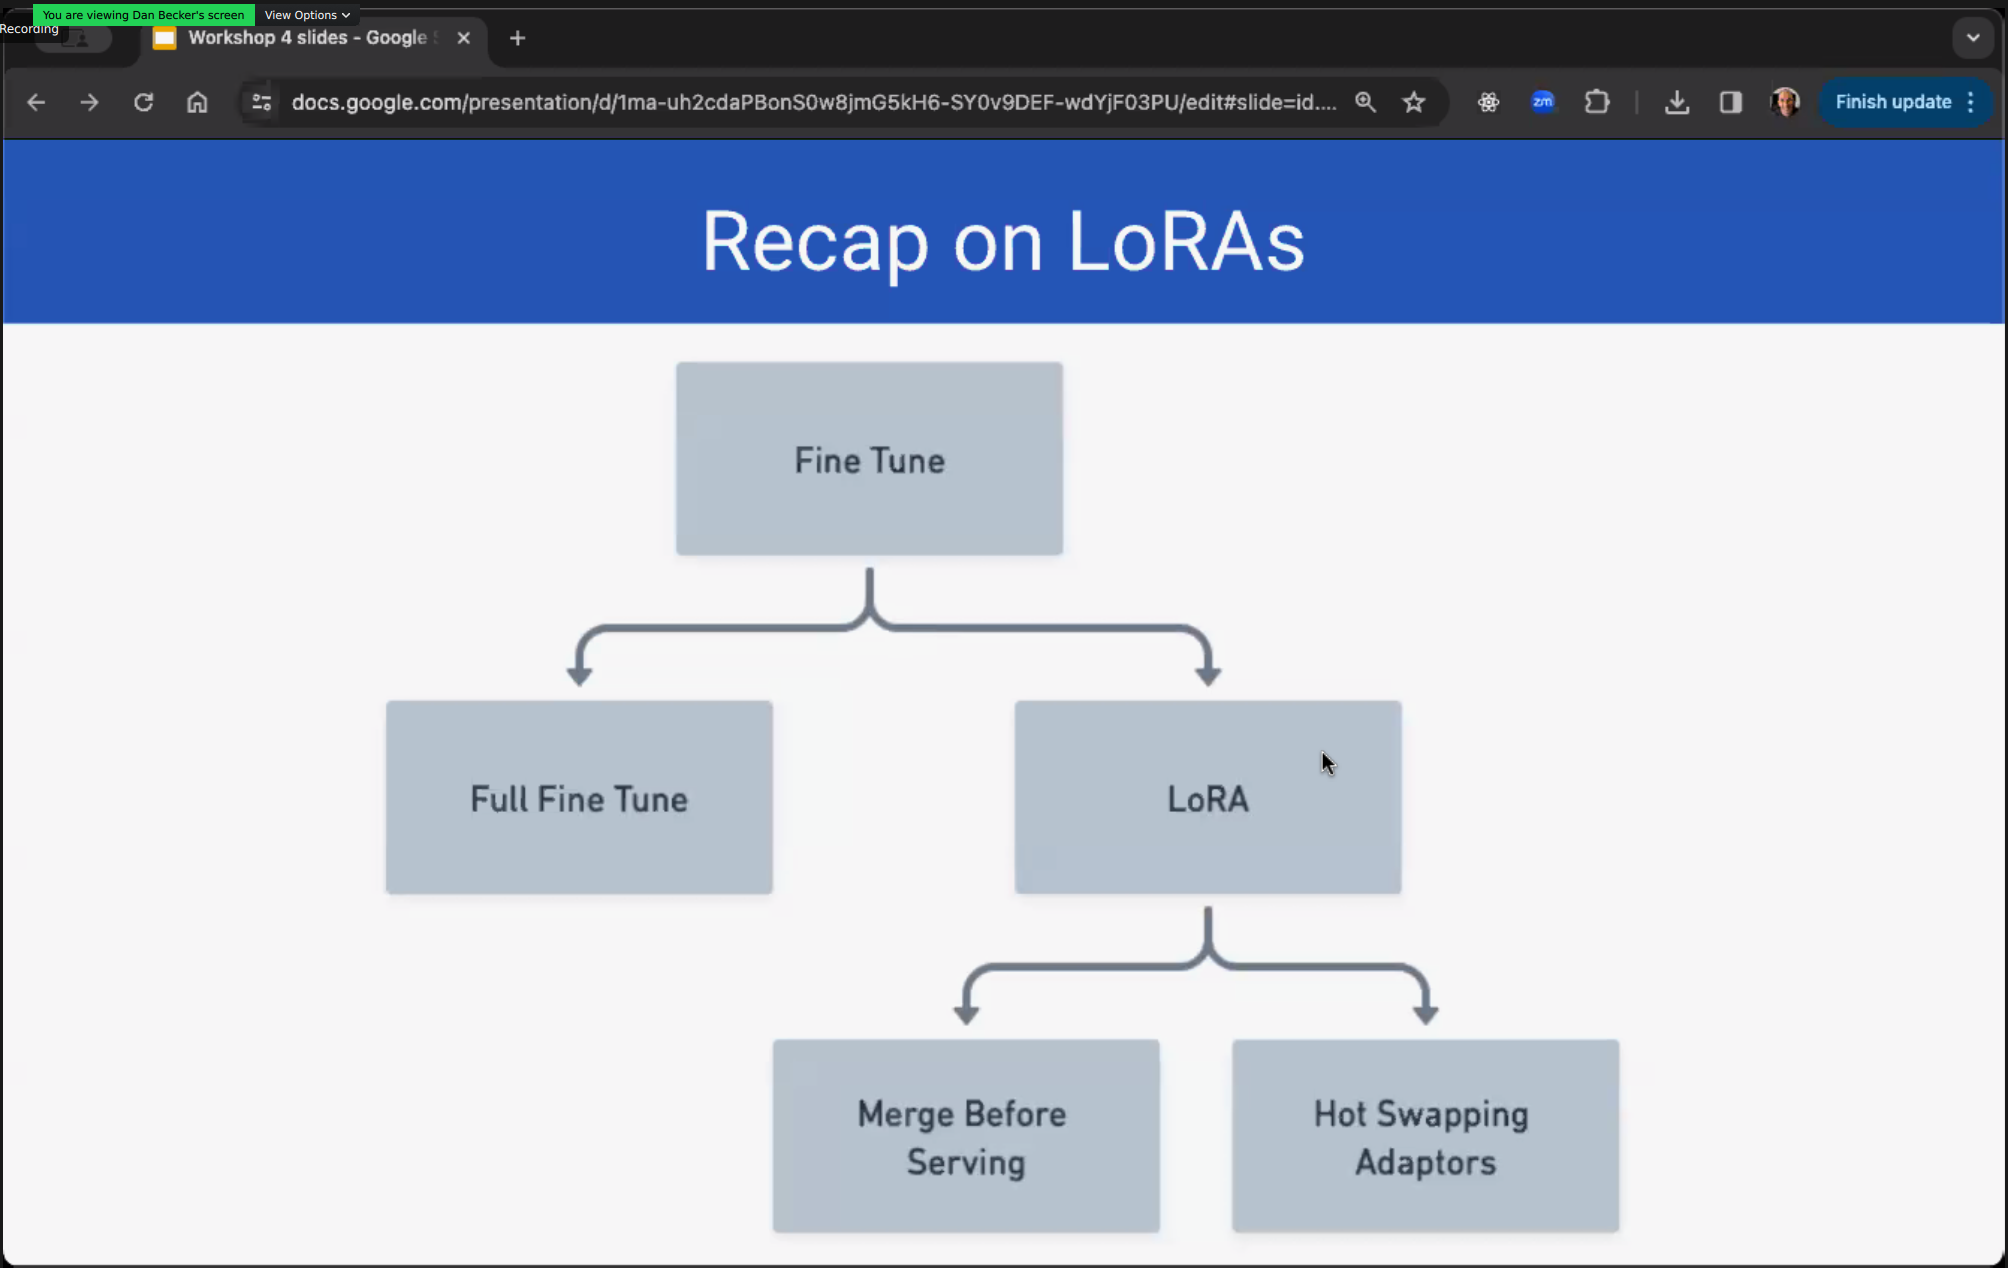 You are viewing Dan Becker's screen
View Options
Recording
Workshop 4 slides - Google
docs.google.com/presentation/d/1ma-uh2cdaPBonS0w8jmG5kH6-SY0v9DEF-wdYjF03PU/edit#slide=id....
zm
Finish update
Recap on LoRAs
Fine Tune
Full Fine Tune
LoRA
Merge Before
Serving
Hot Swapping
Adaptors